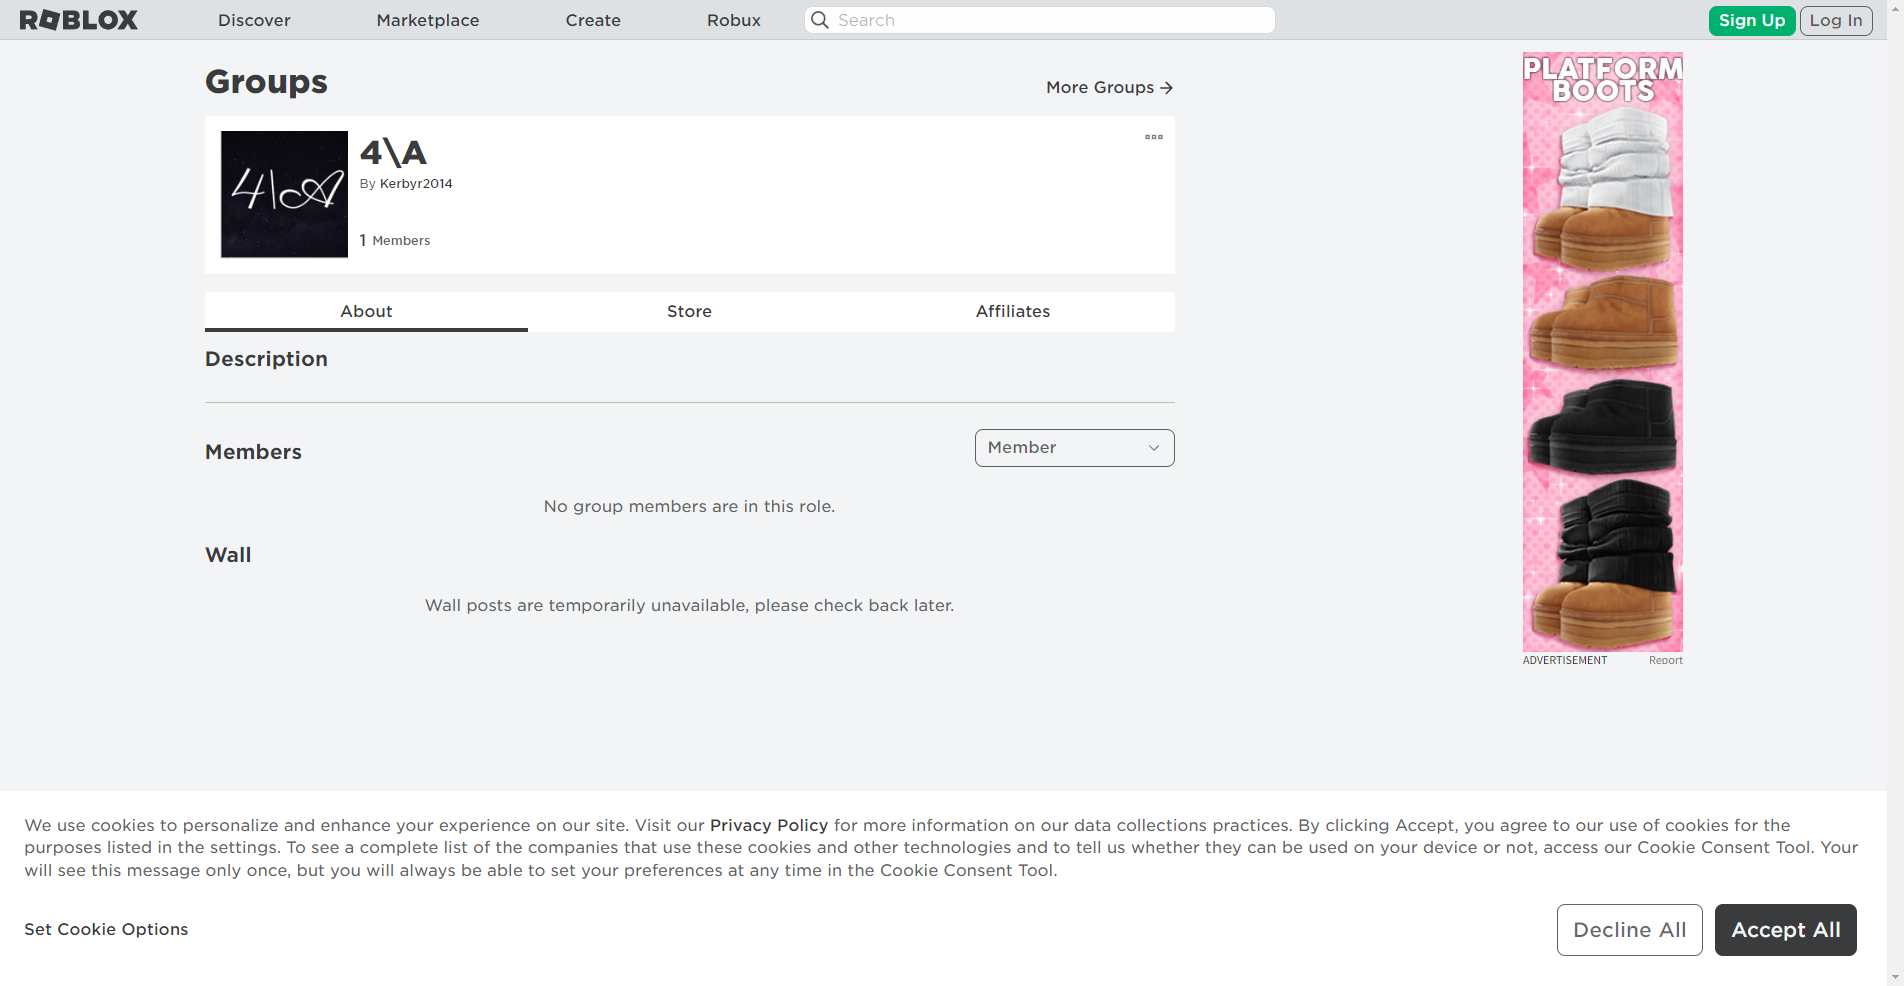 ROBLOX Discover Marketplace Create Robux Search Sign Up Log In
Groups
More Groups →
4\A
4\A
By Kerbyr2014
1 Members
About Store Affiliates
Description
Members
Member
No group members are in this role.
Wall
Wall posts are temporarily unavailable, please check back later.
PLATFORM
BOOTS
ADVERTISEMENT Report
We use cookies to personalize and enhance your experience on our site. Visit our Privacy Policy for more information on our data collections practices. By clicking Accept, you agree to our use of cookies for the
purposes listed in the settings. To see a complete list of the companies that use these cookies and other technologies and to tell us whether they can be used on your device or not, access our Cookie Consent Tool. Your
will see this message only once, but you will always be able to set your preferences at any time in the Cookie Consent Tool.
Set Cookie Options
Decline All Accept All